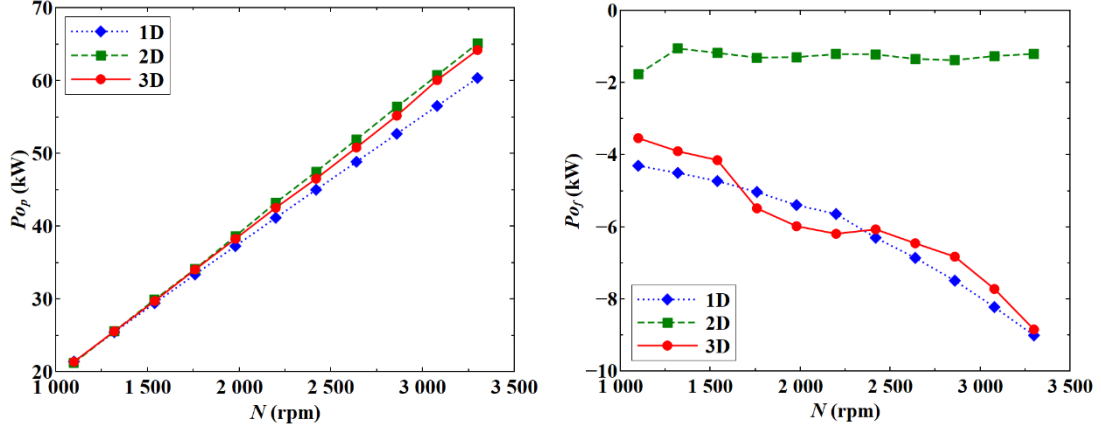 70
60
50
40
30
20
Po_p (kW)
1D
2D
3D
1 000 1 500 2 000 2 500 3 000 3 500
N (rpm)
0
−2
−4
−6
−8
−10
Po_f (kW)
1D
2D
3D
1 000 1 500 2 000 2 500 3 000 3 500
N (rpm)